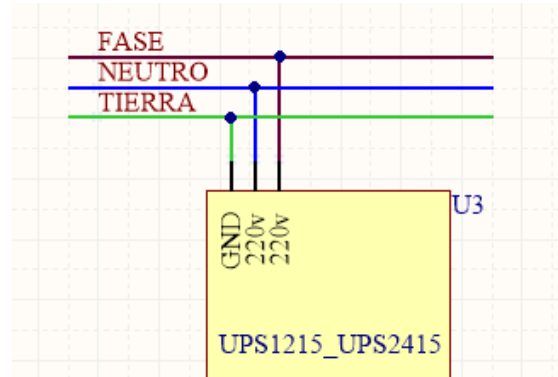 FASE
NEUTRO
TIERRA
U3
GND
220v
220v
UPS1215_UPS2415